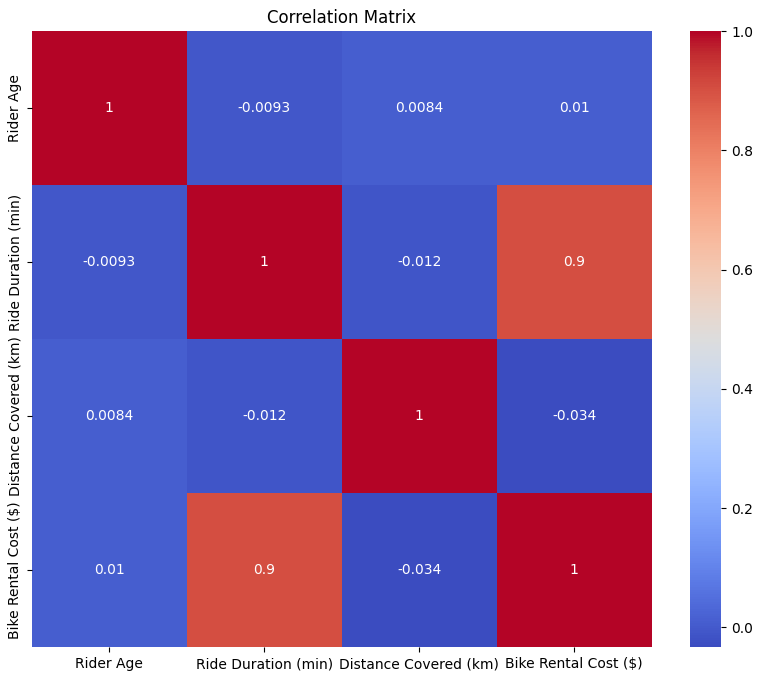 Correlation Matrix
Rider Age
1
-0.0093
0.0084
0.01
Ride Duration (min)
-0.0093
1
-0.012
0.9
Distance Covered (km)
0.0084
-0.012
1
-0.034
Bike Rental Cost ($)
0.01
0.9
-0.034
1
Rider Age
Ride Duration (min)
Distance Covered (km)
Bike Rental Cost ($)
1.0
0.8
0.6
0.4
0.2
0.0